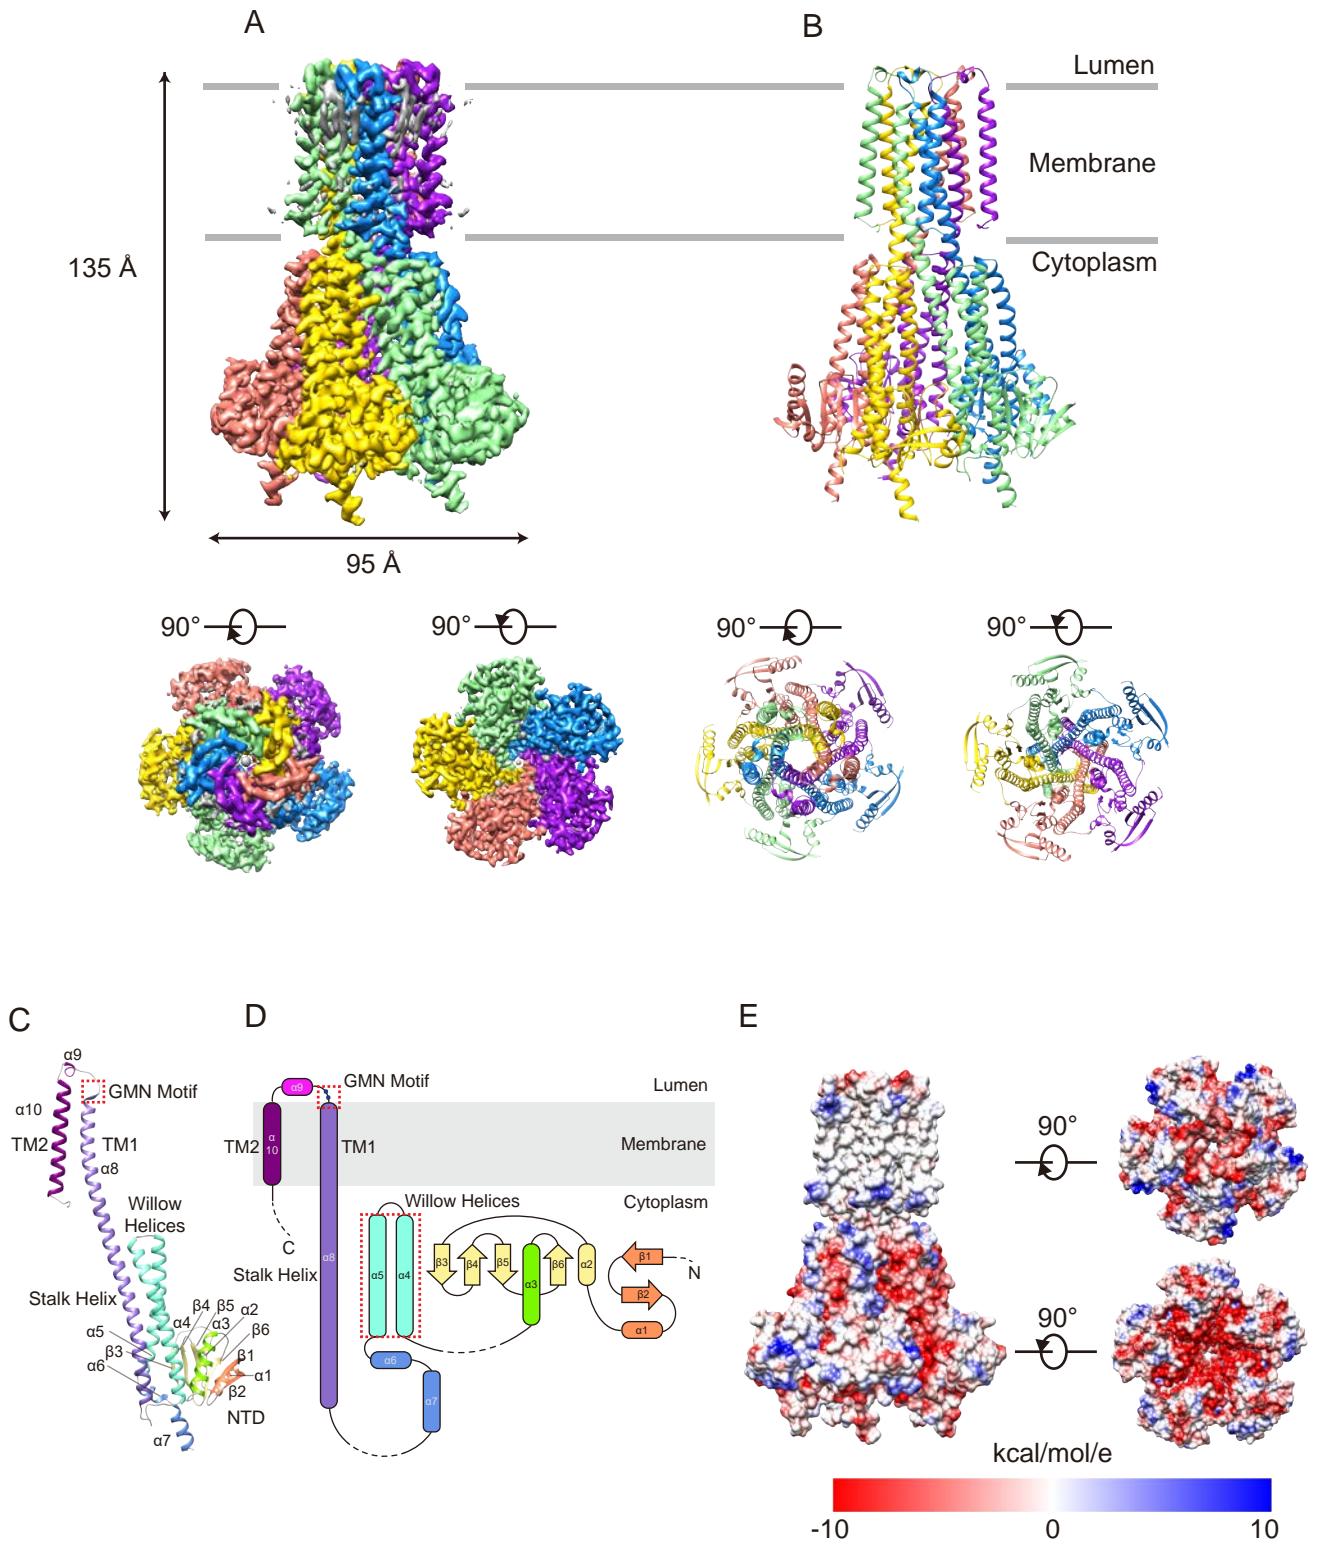 A
B
Lumen
Membrane
Cytoplasm
135 Å
95 Å
90°
90°
90°
90°
C
D
E
α9
GMN Motif
α10
TM2
TM1
α8
Willow
Helices
Stalk Helix
β4
β5
α2
α4
α3
α5
β6
β3
β1
α6
α1
β2
NTD
α7
α9
GMN Motif
Lumen
TM2
α
10
TM1
Membrane
Willow Helices
Cytoplasm
C
Stalk Helix
α8
α5
α4
β3
β4
β5
α3
β6
α2
β1
N
β2
α1
α6
α7
90°
90°
kcal/mol/e
-10
0
10